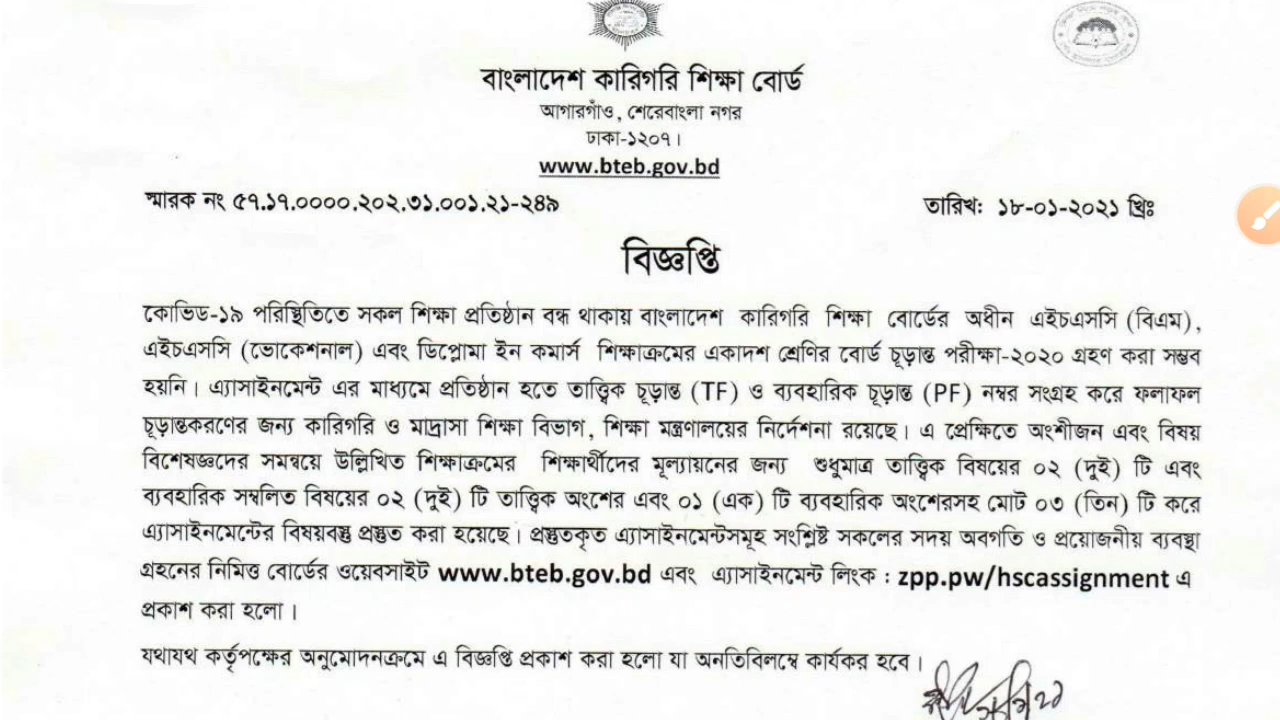 বাংলাদেশ কারিগরি শিক্ষা বোর্ড
আগারগাঁও, শেরেবাংলা নগর
ঢাকা-১২০৭।
www.bteb.gov.bd
স্মারক নং ৫৭.১৭.০০০০.২০২.৩১.০০১.২১-২৪৯
তারিখ: ১৮-০১-২০২১ খ্রিঃ
বিজ্ঞপ্তি
কোভিড-১৯ পরিস্থিতিতে সকল শিক্ষা প্রতিষ্ঠান বন্ধ থাকায় বাংলাদেশ কারিগরি শিক্ষা বোর্ডের অধীন এইচএসসি (বিএম),
এইচএসসি (ভোকেশনাল) এবং ডিপ্লোমা ইন কমার্স শিক্ষাক্রমের একাদশ শ্রেণির বোর্ড চূড়ান্ত পরীক্ষা-২০২০ গ্রহণ করা সম্ভব
হয়নি। এ্যাসাইনমেন্ট এর মাধ্যমে প্রতিষ্ঠান হতে তাত্ত্বিক চূড়ান্ত (TF) ও ব্যবহারিক চূড়ান্ত (PF) নম্বর সংগ্রহ করে ফলাফল
চূড়ান্তকরণের জন্য কারিগরি ও মাদ্রাসা শিক্ষা বিভাগ, শিক্ষা মন্ত্রণালয়ের নির্দেশনা রয়েছে। এ প্রেক্ষিতে অংশীজন এবং বিষয়
বিশেষজ্ঞদের সমন্বয়ে উল্লিখিত শিক্ষাক্রমের শিক্ষার্থীদের মূল্যায়নের জন্য শুধুমাত্র তাত্ত্বিক বিষয়ের ০২ (দুই) টি এবং
ব্যবহারিক সম্বলিত বিষয়ের ০২ (দুই) টি তাত্ত্বিক অংশের এবং ০১ (এক) টি ব্যবহারিক অংশেরসহ মোট ০৩ (তিন) টি করে
এ্যাসাইনমেন্টের বিষয়বস্তু প্রস্তুত করা হয়েছে। প্রস্তুতকৃত এ্যাসাইনমেন্টসমূহ সংশ্লিষ্ট সকলের সদয় অবগতি ও প্রয়োজনীয় ব্যবস্থা
গ্রহনের নিমিত্ত বোর্ডের ওয়েবসাইট www.bteb.gov.bd এবং এ্যাসাইনমেন্ট লিংক : zpp.pw/hscassignment এ
প্রকাশ করা হলো।
যথাযথ কর্তৃপক্ষের অনুমোদনক্রমে এ বিজ্ঞপ্তি প্রকাশ করা হলো যা অনতিবিলম্বে কার্যকর হবে।